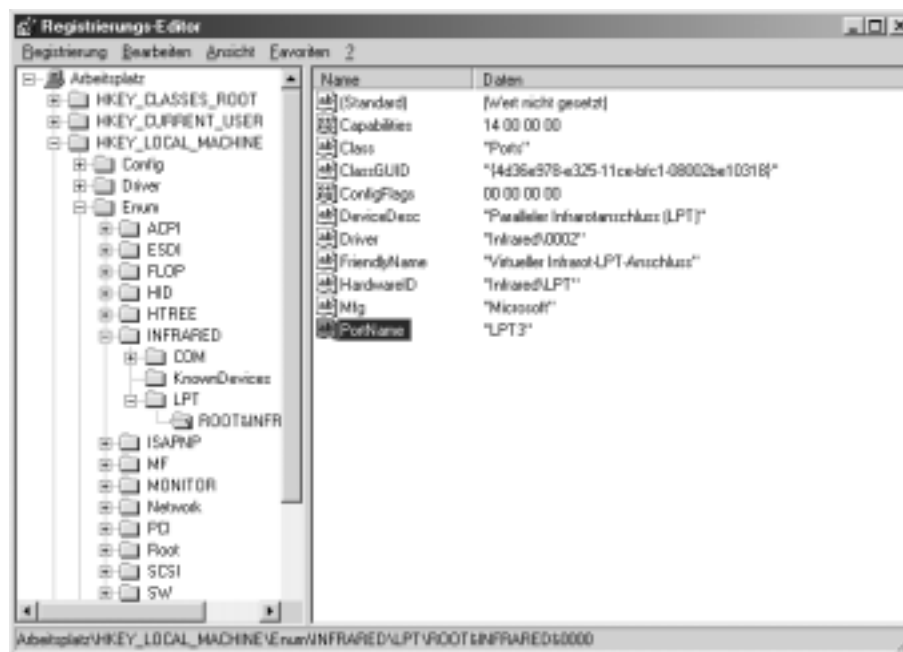 Registrierungs-Editor
Registrierung Bearbeiten Ansicht Favoriten ?
Arbeitsplatz
HKEY_CLASSES_ROOT
HKEY_CURRENT_USER
HKEY_LOCAL_MACHINE
Config
Driver
Enum
ACPI
ESDI
FLOP
HID
HTREE
INFRARED
COM
KnownDevices
LPT
ROOT&INFR
ISAPNP
MF
MONITOR
Network
PCI
Root
SCSI
SW
Name Daten
(Standard) (Wert nicht gesetzt)
Capabilities 14 00 00 00
Class "Ports"
ClassGUID "{4d36e978-e325-11ce-bfc1-08002be10318}"
ConfigFlags 00 00 00 00
DeviceDesc "Paralleler Infrarotanschluss (LPT)"
Driver "Infrared\0002"
FriendlyName "Virtueller Infrarot-LPT-Anschluss"
HardwareID "Infrared\LPT"
Mfg "Microsoft"
PortName "LPT3"
Arbeitsplatz\HKEY_LOCAL_MACHINE\Enum\INFRARED\LPT\ROOT&INFRARED&0000